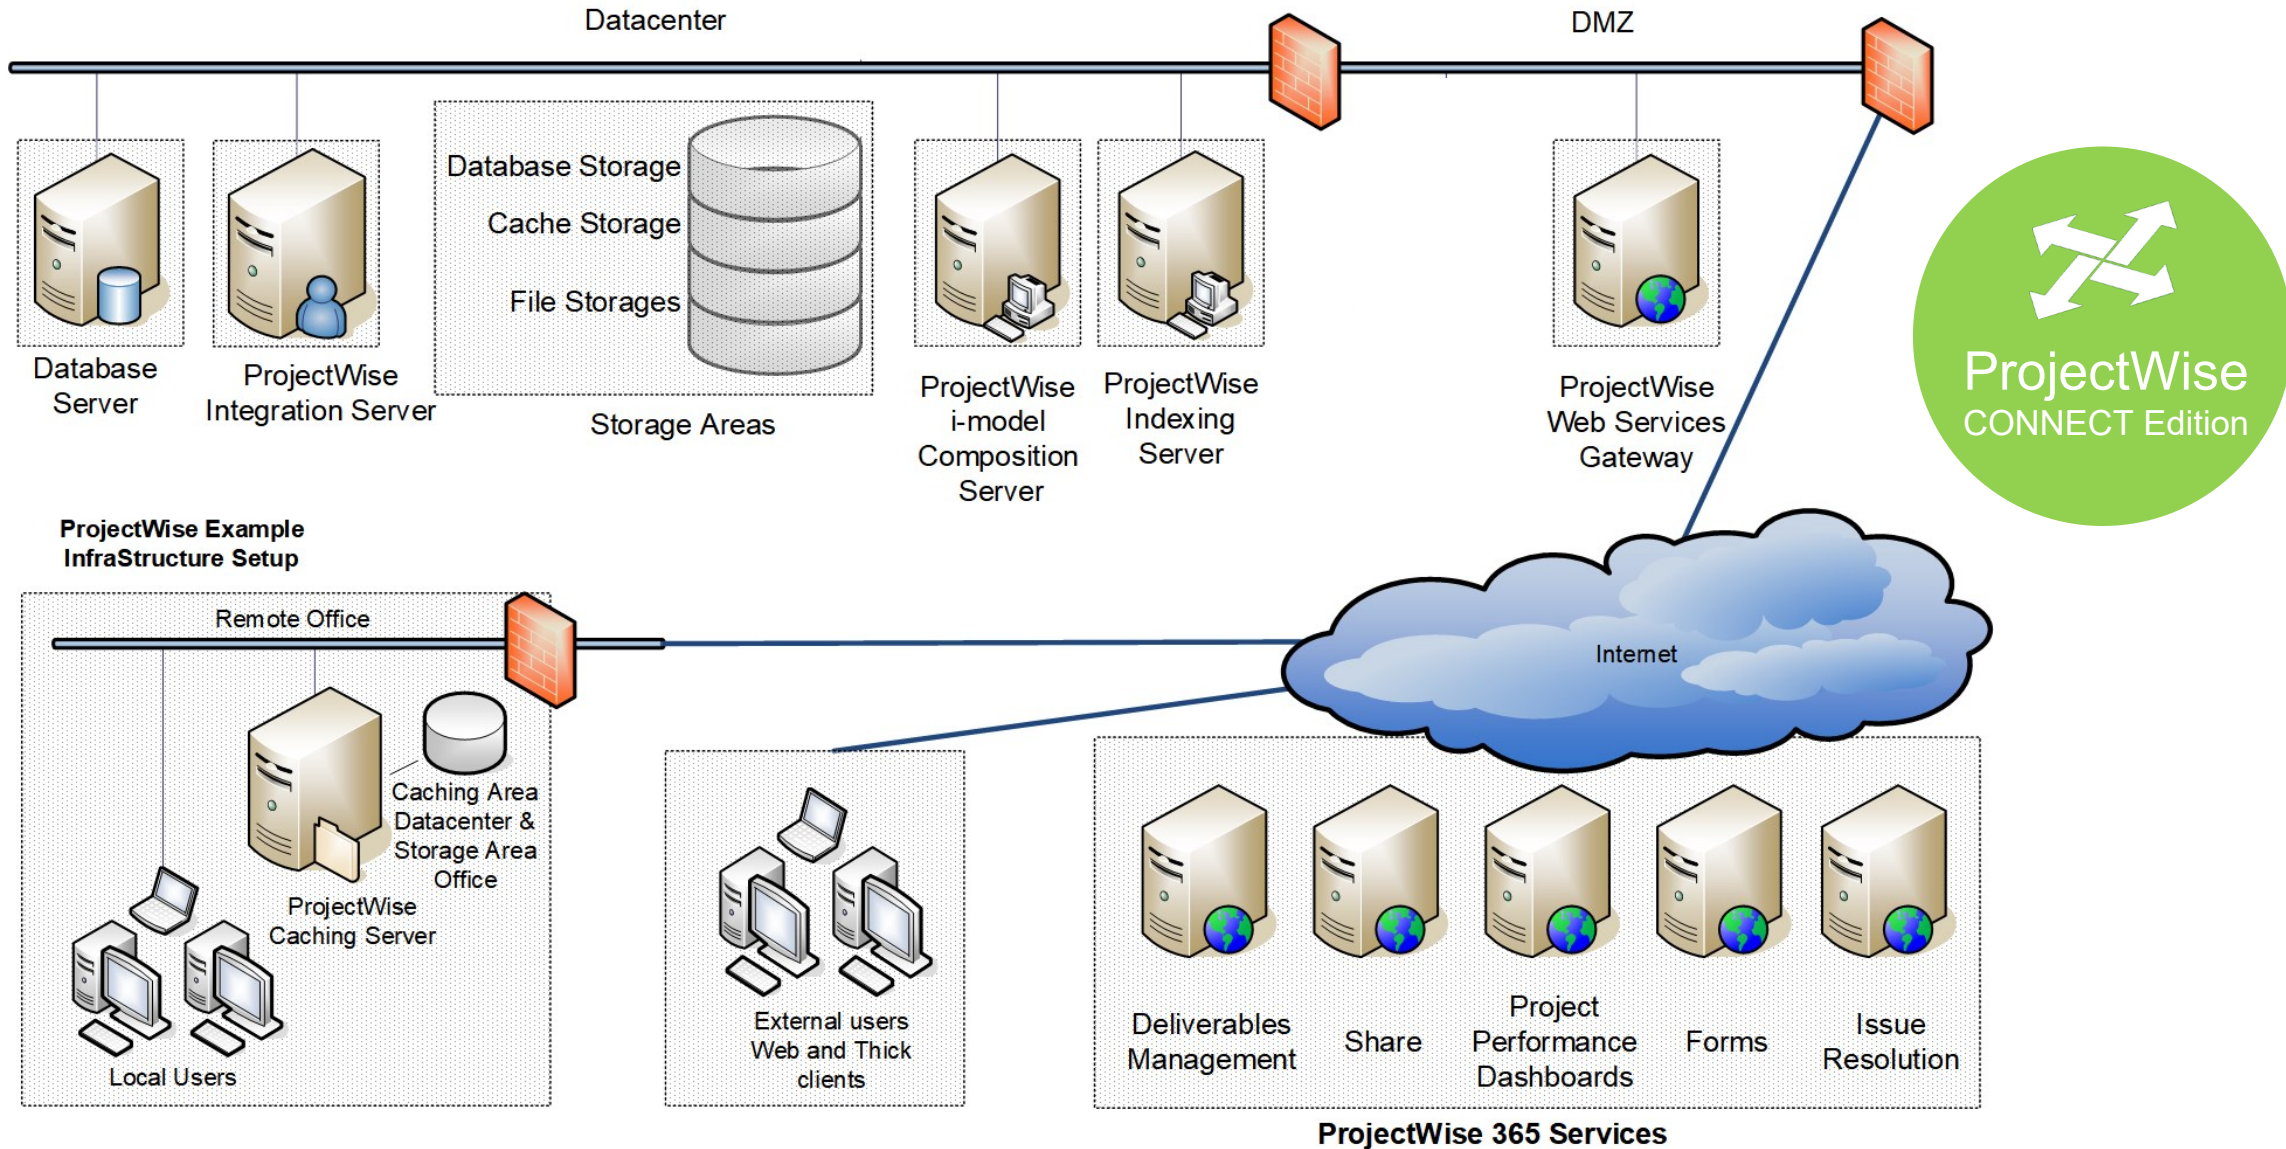 Datacenter
DMZ
Database Storage
Cache Storage
File Storages
Database
Server
ProjectWise
Integration Server
Storage Areas
ProjectWise
i-model
Composition
Server
ProjectWise
Indexing
Server
ProjectWise
Web Services
Gateway
ProjectWise
CONNECT Edition
ProjectWise Example
InfraStructure Setup
Remote Office
Internet
Caching Area
Datacenter &
Storage Area
Office
ProjectWise
Caching Server
Local Users
External users
Web and Thick
clients
Deliverables
Management
Share
Project
Performance
Dashboards
Forms
Issue
Resolution
ProjectWise 365 Services